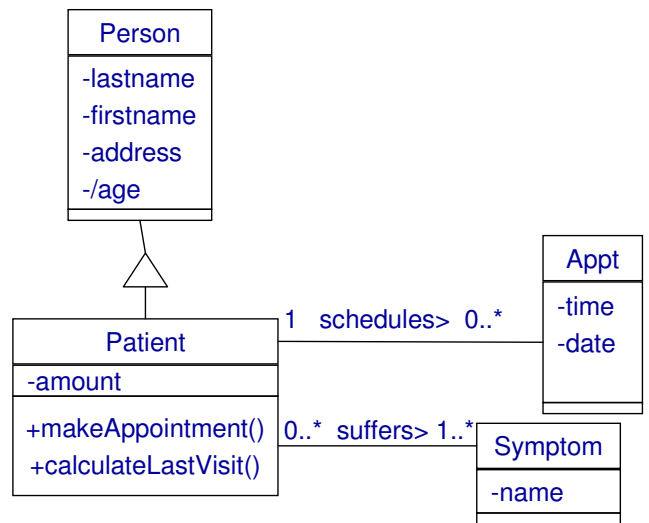 Person
-lastname
-firstname
-address
-/age
Appt
-time
-date
1 schedules> 0..*
Patient
-amount
+makeAppointment()
+calculateLastVisit()
0..* suffers> 1..*
Symptom
-name